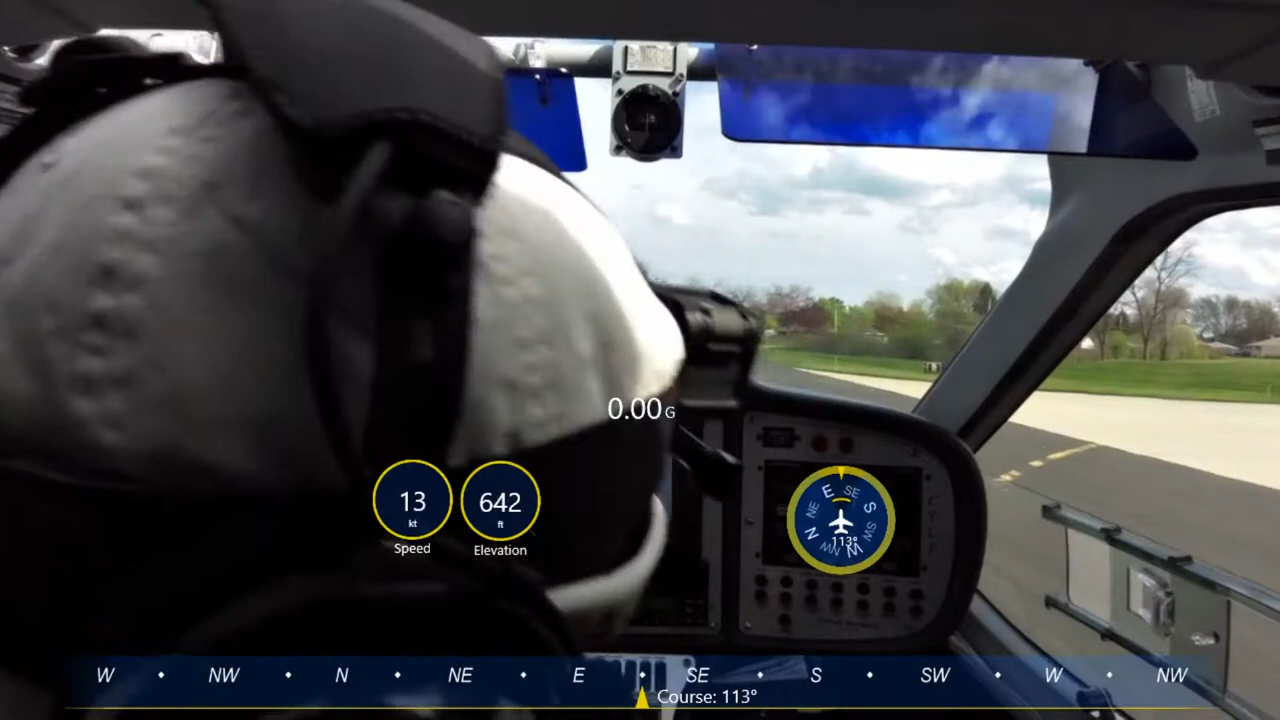 0.00G
13
kt
Speed
642
ft
Elevation
E SE S SW W NW N NE
113°
W NW N NE E SE S SW W NW
Course: 113°